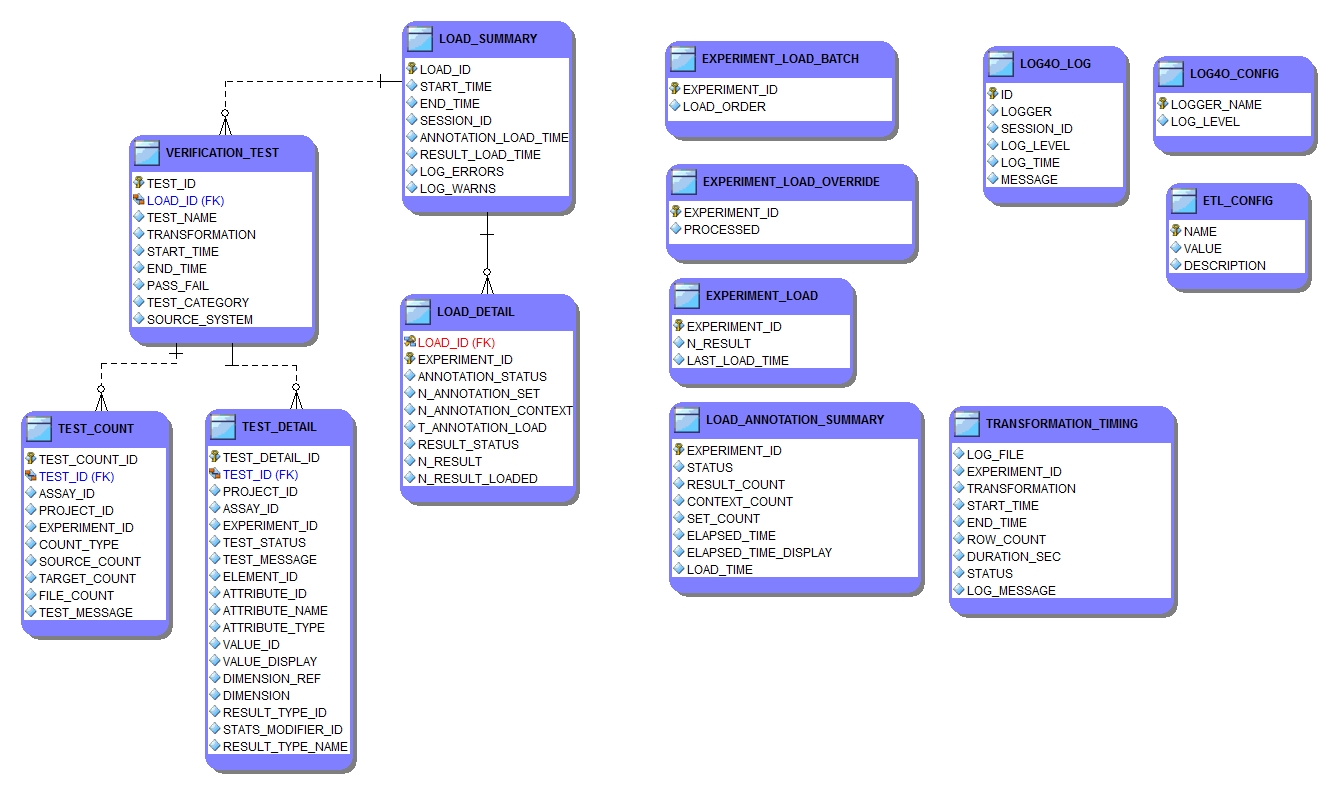 LOAD_SUMMARY
LOAD_ID
START_TIME
END_TIME
SESSION_ID
ANNOTATION_LOAD_TIME
RESULT_LOAD_TIME
LOG_ERRORS
LOG_WARNS
VERIFICATION_TEST
TEST_ID
LOAD_ID (FK)
TEST_NAME
TRANSFORMATION
START_TIME
END_TIME
PASS_FAIL
TEST_CATEGORY
SOURCE_SYSTEM
LOAD_DETAIL
LOAD_ID (FK)
EXPERIMENT_ID
ANNOTATION_STATUS
N_ANNOTATION_SET
N_ANNOTATION_CONTEXT
T_ANNOTATION_LOAD
RESULT_STATUS
N_RESULT
N_RESULT_LOADED
TEST_COUNT
TEST_COUNT_ID
TEST_ID (FK)
ASSAY_ID
PROJECT_ID
EXPERIMENT_ID
COUNT_TYPE
SOURCE_COUNT
TARGET_COUNT
FILE_COUNT
TEST_MESSAGE
TEST_DETAIL
TEST_DETAIL_ID
TEST_ID (FK)
PROJECT_ID
ASSAY_ID
EXPERIMENT_ID
TEST_STATUS
TEST_MESSAGE
ELEMENT_ID
ATTRIBUTE_ID
ATTRIBUTE_NAME
ATTRIBUTE_TYPE
VALUE_ID
VALUE_DISPLAY
DIMENSION_REF
DIMENSION
RESULT_TYPE_ID
STATS_MODIFIER_ID
RESULT_TYPE_NAME
EXPERIMENT_LOAD_BATCH
EXPERIMENT_ID
LOAD_ORDER
EXPERIMENT_LOAD_OVERRIDE
EXPERIMENT_ID
PROCESSED
EXPERIMENT_LOAD
EXPERIMENT_ID
N_RESULT
LAST_LOAD_TIME
LOAD_ANNOTATION_SUMMARY
EXPERIMENT_ID
STATUS
RESULT_COUNT
CONTEXT_COUNT
SET_COUNT
ELAPSED_TIME
ELAPSED_TIME_DISPLAY
LOAD_TIME
LOG4O_LOG
ID
LOGGER
SESSION_ID
LOG_LEVEL
LOG_TIME
MESSAGE
LOG4O_CONFIG
LOGGER_NAME
LOG_LEVEL
ETL_CONFIG
NAME
VALUE
DESCRIPTION
TRANSFORMATION_TIMING
LOG_FILE
EXPERIMENT_ID
TRANSFORMATION
START_TIME
END_TIME
ROW_COUNT
DURATION_SEC
STATUS
LOG_MESSAGE